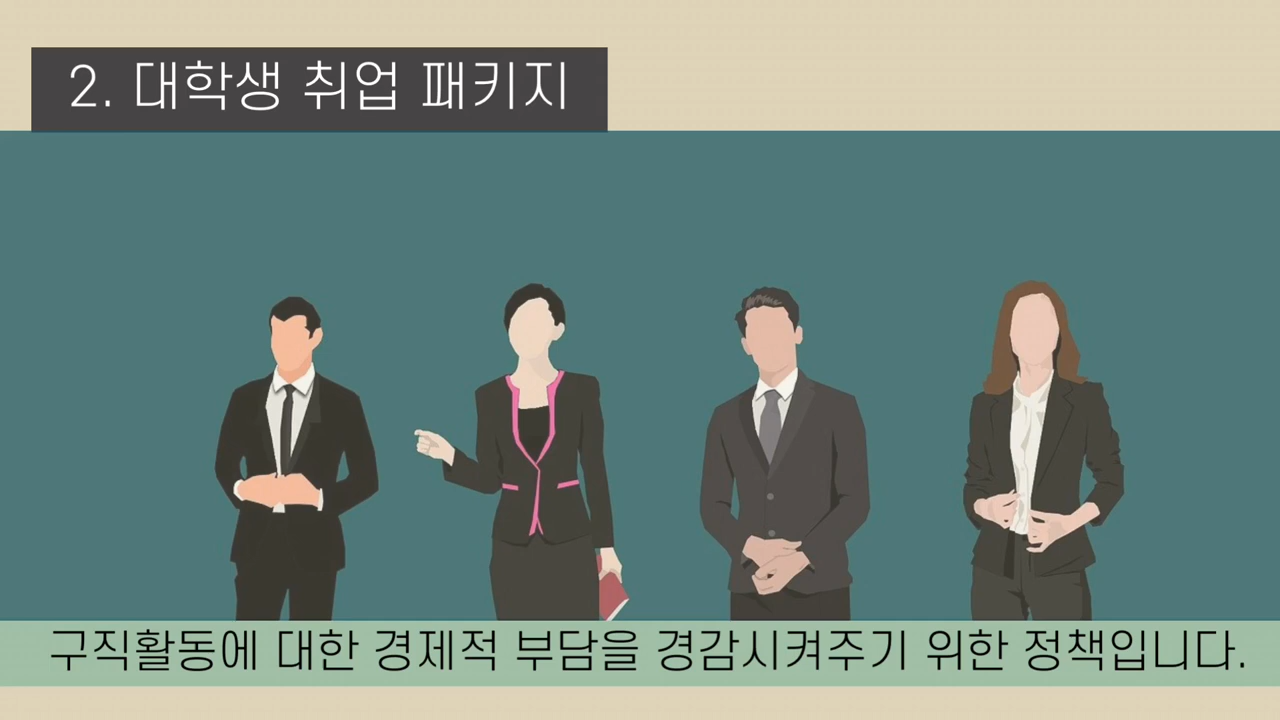 2. 대학생 취업 패키지
구직활동에 대한 경제적 부담을 경감시켜주기 위한 정책입니다.